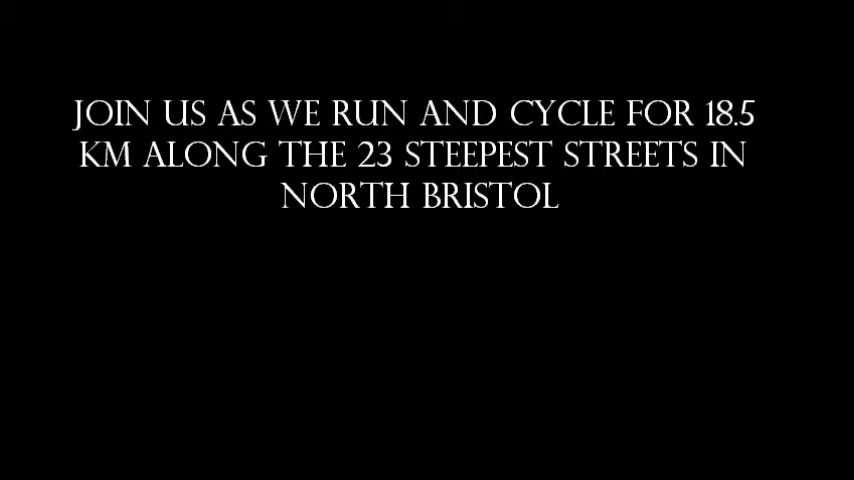 JOIN US AS WE RUN AND CYCLE FOR 18.5
KM ALONG THE 23 STEEPEST STREETS IN
NORTH BRISTOL